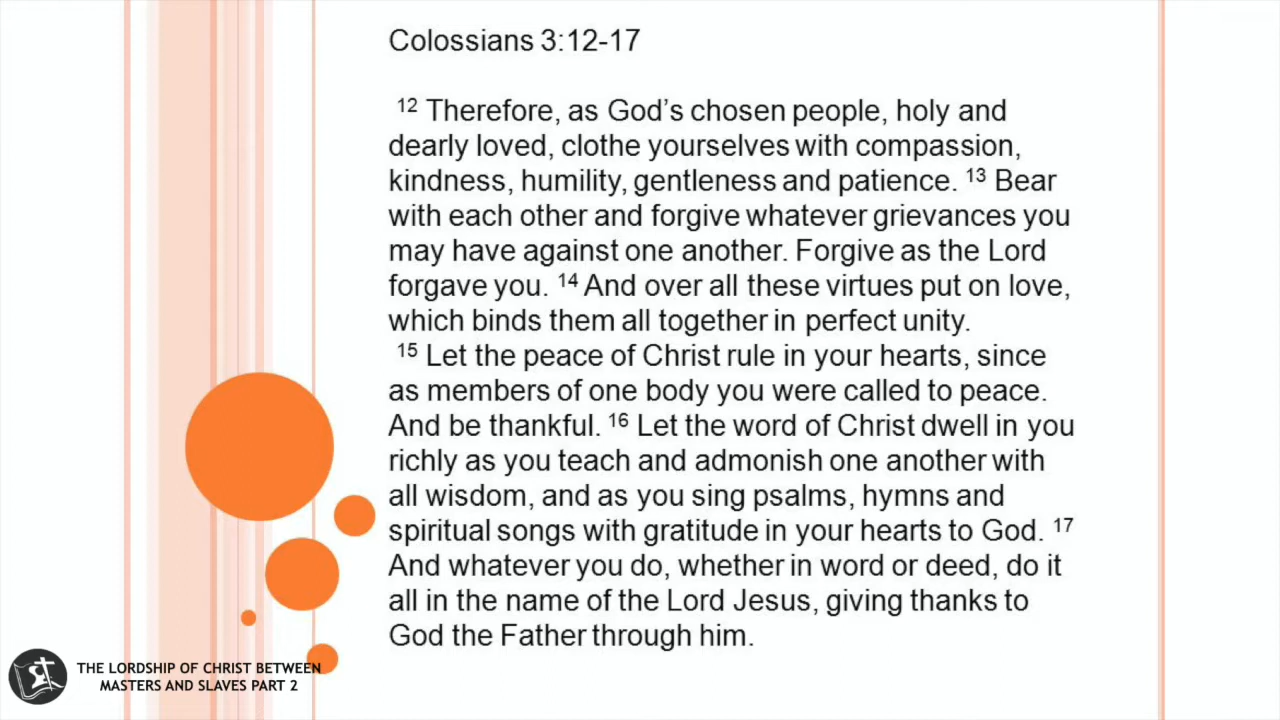 Colossians 3:12-17
12 Therefore, as God’s chosen people, holy and
dearly loved, clothe yourselves with compassion,
kindness, humility, gentleness and patience. 13 Bear
with each other and forgive whatever grievances you
may have against one another. Forgive as the Lord
forgave you. 14 And over all these virtues put on love,
which binds them all together in perfect unity.
15 Let the peace of Christ rule in your hearts, since
as members of one body you were called to peace.
And be thankful. 16 Let the word of Christ dwell in you
richly as you teach and admonish one another with
all wisdom, and as you sing psalms, hymns and
spiritual songs with gratitude in your hearts to God. 17
And whatever you do, whether in word or deed, do it
all in the name of the Lord Jesus, giving thanks to
God the Father through him.
THE LORDSHIP OF CHRIST BETWEEN
MASTERS AND SLAVES PART 2